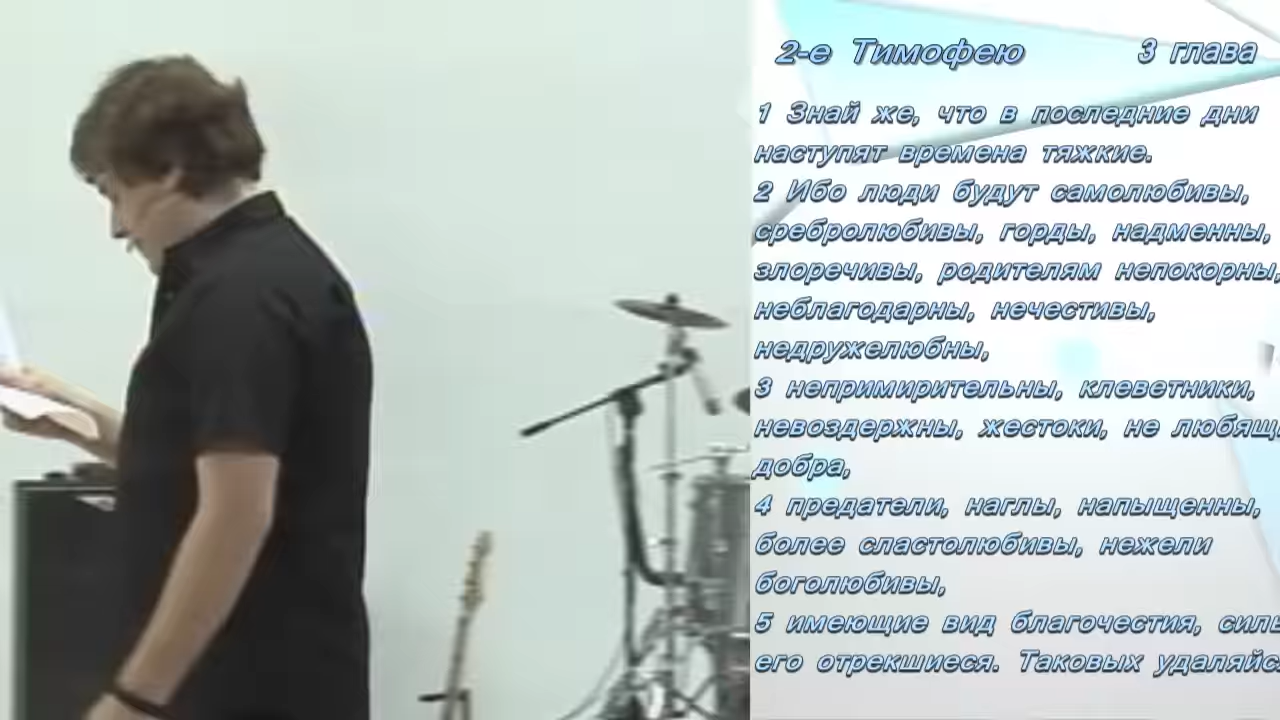 2-е Тимофею 3 глава
1 Знай же, что в последние дни
наступят времена тяжкие.
2 Ибо люди будут самолюбивы,
сребролюбивы, горды, надменны,
злоречивы, родителям непокорны,
неблагодарны, нечестивы,
недружелюбны,
3 непримирительны, клеветники,
невоздержны, жестоки, не
добра,
4 предатели, наглы, напыщенны,
более сластолюбивы, нежели
боголюбивы,
5 имеющие вид благочестия,
его отрекшиеся. Таковых